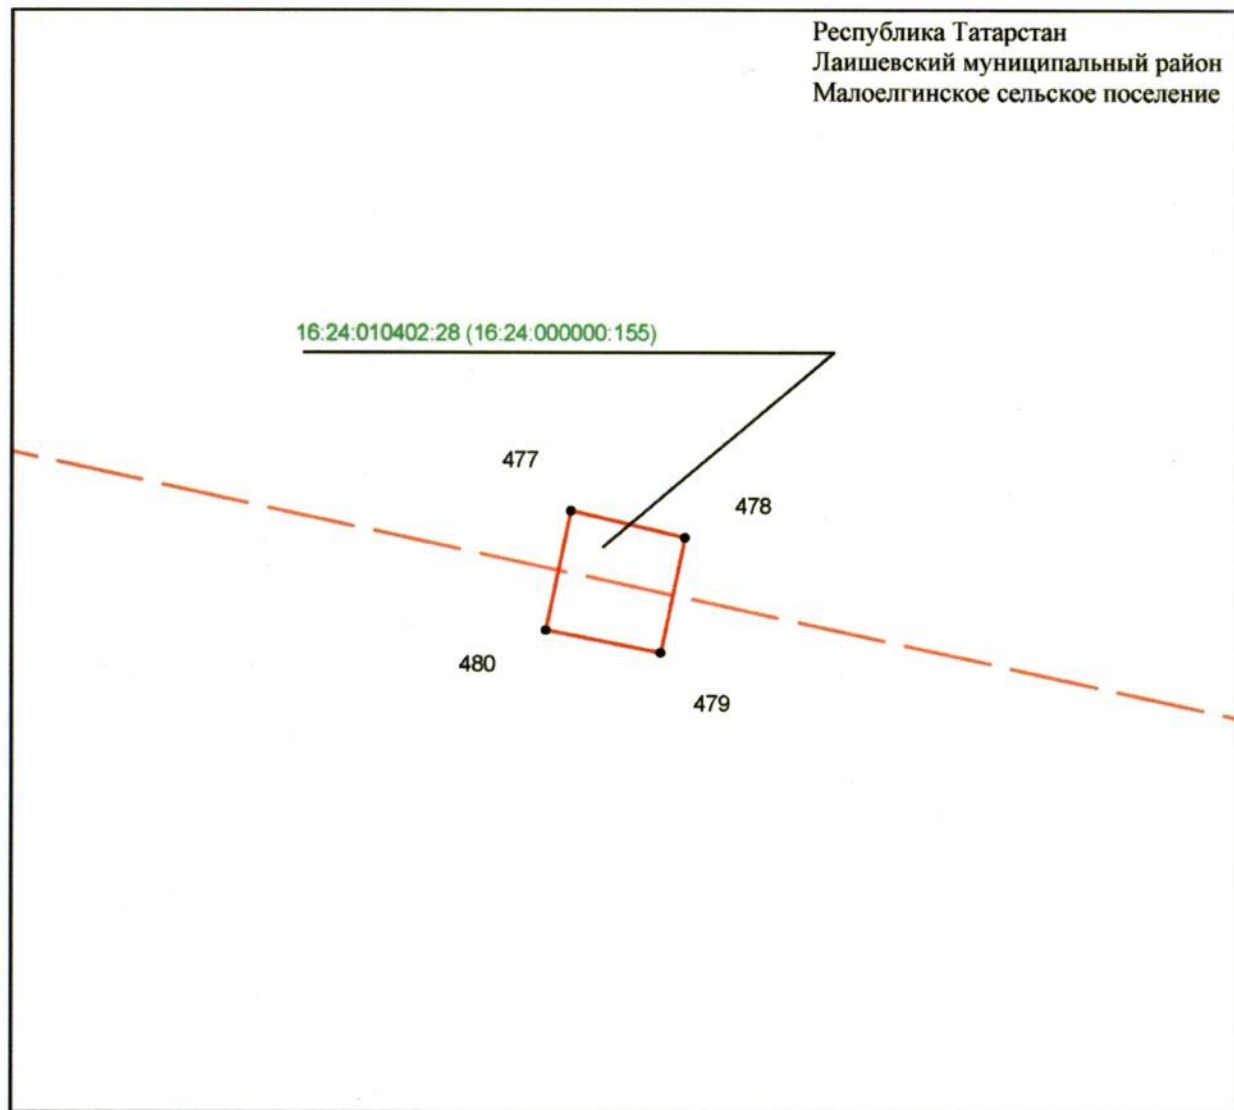 Республика Татарстан
Лаишевский муниципальный район
Малоелгинское сельское поселение
16:24:010402:28 (16:24:000000:155)
477
478
480
479